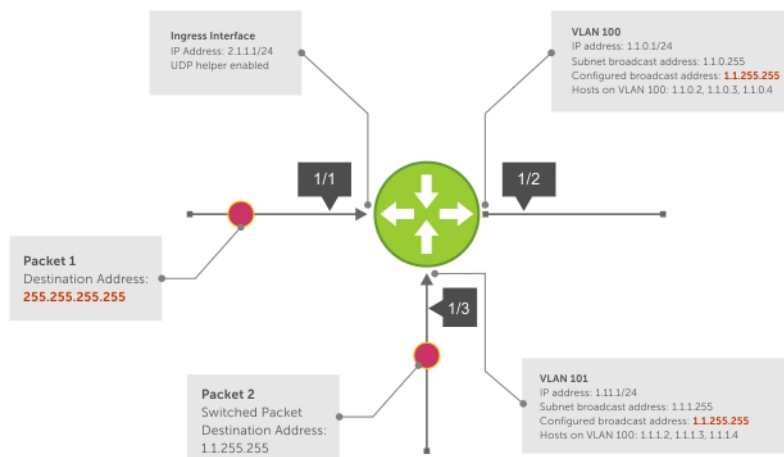 Ingress Interface
IP Address: 2.1.1.1/24
UDP helper enabled
VLAN 100
IP address: 1.1.0.1/24
Subnet broadcast address: 1.1.0.255
Configured broadcast address: 1.1.255.255
Hosts on VLAN 100: 1.1.0.2, 1.1.0.3, 1.1.0.4
1/1
1/2
Packet 1
Destination Address:
255.255.255.255
1/3
Packet 2
Switched Packet
Destination Address:
1.1.255.255
VLAN 101
IP address: 1.11.1/24
Subnet broadcast address: 1.1.1.255
Configured broadcast address: 1.1.255.255
Hosts on VLAN 100: 1.1.1.2, 1.1.1.3, 1.1.1.4